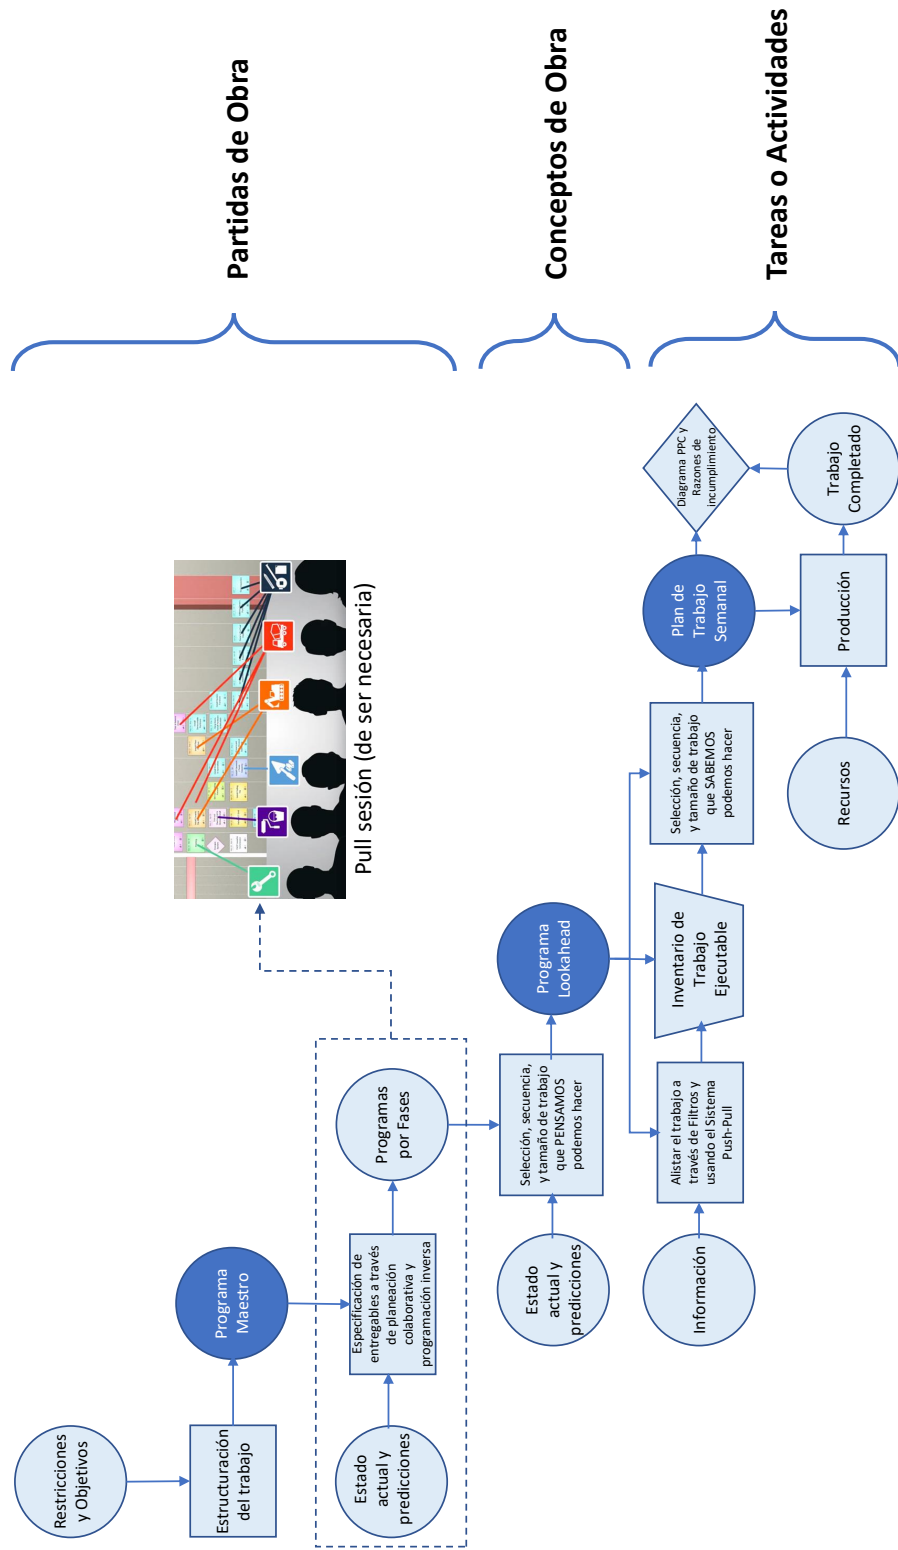 Restricciones
y Objetivos
Estructuración
del trabajo
Programa
Maestro
Estado
actual y
predicciones
Especificación de
entregables a través
de planeación
colaborativa y
programación inversa
Programas
por Fases
Pull sesión (de ser necesaria)
Partidas de Obra
Estado
actual y
predicciones
Selección, secuencia,
y tamaño de trabajo
que PENSAMOS
podemos hacer
Programa
Lookahead
Conceptos de Obra
Información
Alistar el trabajo a
través de Filtros y
usando el Sistema
Push-Pull
Inventario de
Trabajo
Ejecutable
Selección, secuencia,
y tamaño de trabajo
que SABEMOS
podemos hacer
Plan de
Trabajo
Semanal
Diagrama PPC y
Razones de
incumplimiento
Recursos
Producción
Trabajo
Completado
Tareas o Actividades